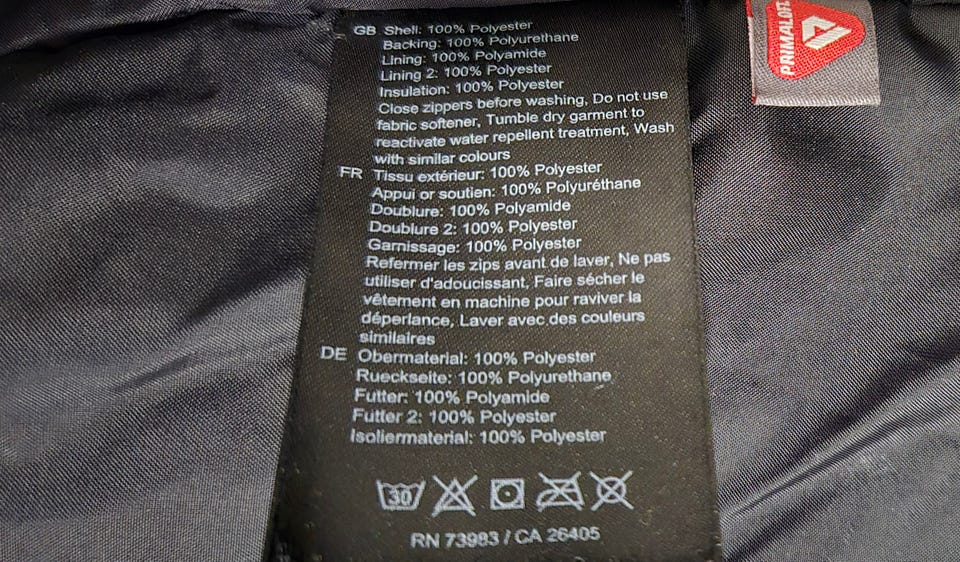 GB Shell: 100% Polyester
Backing: 100% Polyurethane
Lining: 100% Polyamide
Lining 2: 100% Polyester
Insulation: 100% Polyester
Close zippers before washing, Do not use
fabric softener, Tumble dry garment to
reactivate water repellent treatment, Wash
with similar colours
FR Tissu extérieur: 100% Polyester
Appui or soutien: 100% Polyuréthane
Doublure: 100% Polyamide
Doublure 2: 100% Polyester
Garnissage: 100% Polyester
Refermer les zips avant de laver, Ne pas
utiliser d'adoucissant, Faire sécher le
vêtement en machine pour raviver la
déperlance, Laver avec des couleurs
similaires
DE Obermaterial: 100% Polyester
Rueckseite: 100% Polyurethane
Futter: 100% Polyamide
Futter 2: 100% Polyester
Isoliermaterial: 100% Polyester
30
RN 73983 / CA 26405
PRIMALOFT